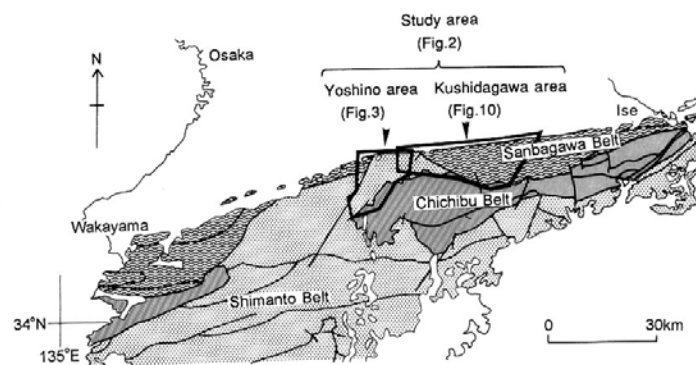 Study area
(Fig.2)
Osaka
N
Yoshino area
(Fig.3)
Kushidagawa area
(Fig.10)
Ise
Sanbagawa Belt
Chichibu Belt
Wakayama
Shimanto Belt
34°N
135°E
0 30km